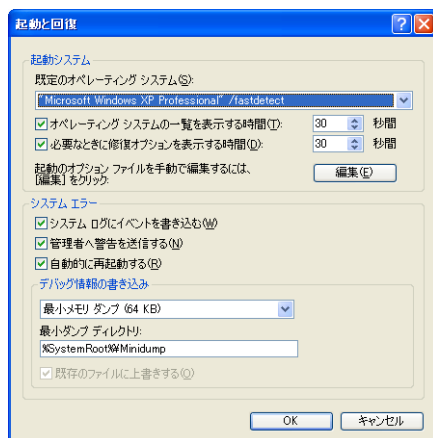 起動と回復
起動システム
既定のオペレーティング システム(S):
"Microsoft Windows XP Professional" /fastdetect
オペレーティング システムの一覧を表示する時間(T): 30 秒間
必要なときに修復オプションを表示する時間(D): 30 秒間
起動のオプション ファイルを手動で編集するには、
[編集] をクリック: 編集(E)
システム エラー
システム ログにイベントを書き込む(W)
管理者へ警告を送信する(N)
自動的に再起動する(R)
デバッグ情報の書き込み
最小メモリ ダンプ (64 KB)
最小ダンプ ディレクトリ:
%SystemRoot%¥Minidump
既存のファイルに上書きする(O)
OK キャンセル